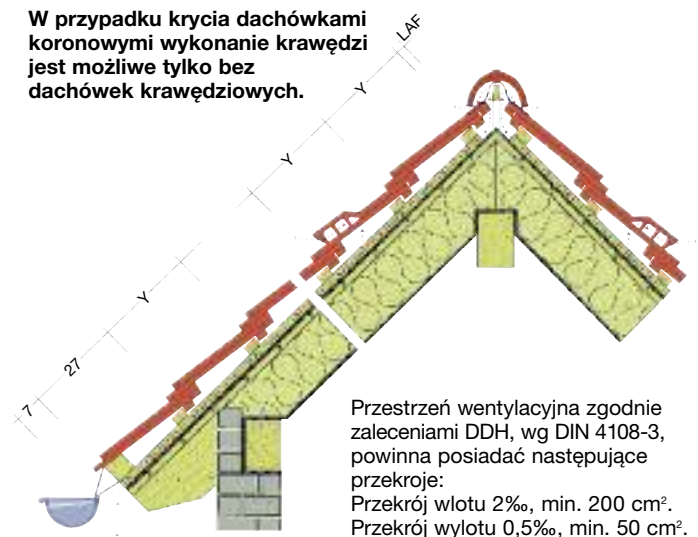 W przypadku krycia dachówkami
koronowymi wykonanie krawędzi
jest możliwe tylko bez
dachówek krawędziowych.
LAF
Y
Y
Y
27
7
Przestrzeń wentylacyjna zgodnie
zaleceniami DDH, wg DIN 4108-3,
powinna posiadać następujące
przekroje:
Przekrój wlotu 2‰, min. 200 cm².
Przekrój wylotu 0,5‰, min. 50 cm².